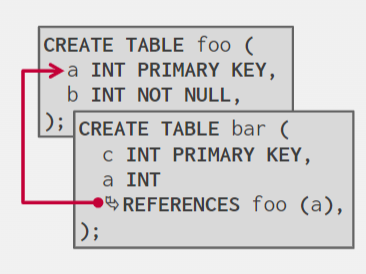 CREATE TABLE foo (
a INT PRIMARY KEY,
b INT NOT NULL,
);
CREATE TABLE bar (
c INT PRIMARY KEY,
a INT
↳REFERENCES foo (a),
);